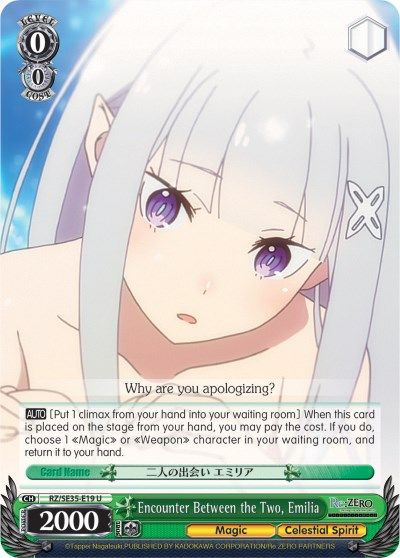 LEVEL
0
0
COST
Why are you apologizing?
AUTO [Put 1 climax from your hand into your waiting room] When this card
is placed on the stage from your hand, you may pay the cost. If you do,
choose 1 «Magic» or «Weapon» character in your waiting room, and
return it to your hand.
Card Name 二人の出会い エミリア
CH RZ/SE35-E19 U
Encounter Between the Two, Emilia
Re:ZERO
POWER 2000 SOUL
Magic Celestial Spirit
©Tappei Nagatsuki,PUBLISHED BY KADOKAWA CORPORATION/Re:ZERO PARTNERS